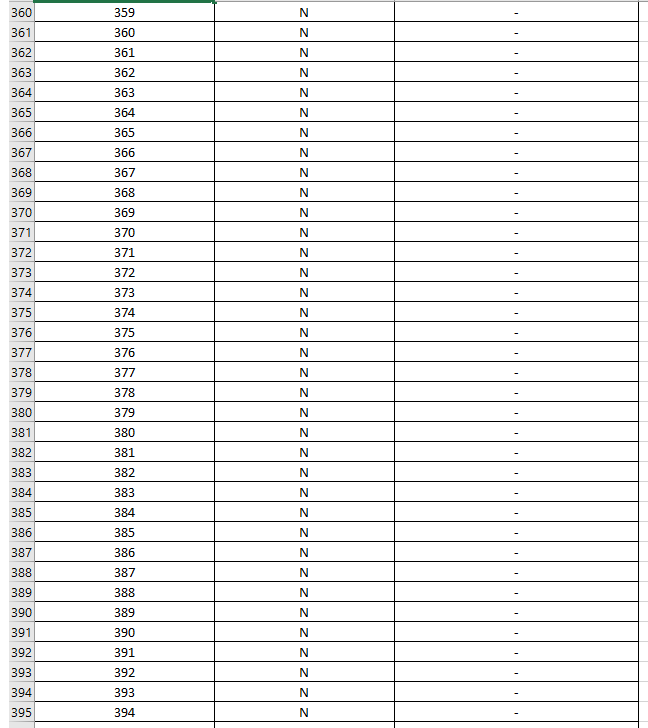 360 359 N -
361 360 N -
362 361 N -
363 362 N -
364 363 N -
365 364 N -
366 365 N -
367 366 N -
368 367 N -
369 368 N -
370 369 N -
371 370 N -
372 371 N -
373 372 N -
374 373 N -
375 374 N -
376 375 N -
377 376 N -
378 377 N -
379 378 N -
380 379 N -
381 380 N -
382 381 N -
383 382 N -
384 383 N -
385 384 N -
386 385 N -
387 386 N -
388 387 N -
389 388 N -
390 389 N -
391 390 N -
392 391 N -
393 392 N -
394 393 N -
395 394 N -